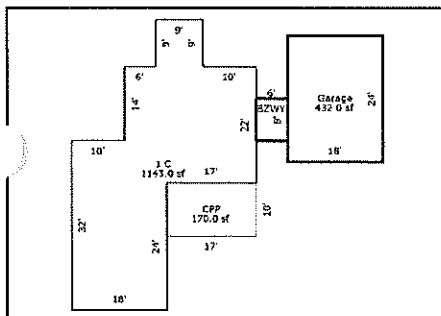 9'
9'
9'
6'
10'
14'
6'
BZWY
8'
Garage
432.0 sf
24'
18'
22'
10'
1 C
1143.0 sf
17'
32'
24'
CPP
170.0 sf
10'
17'
18'